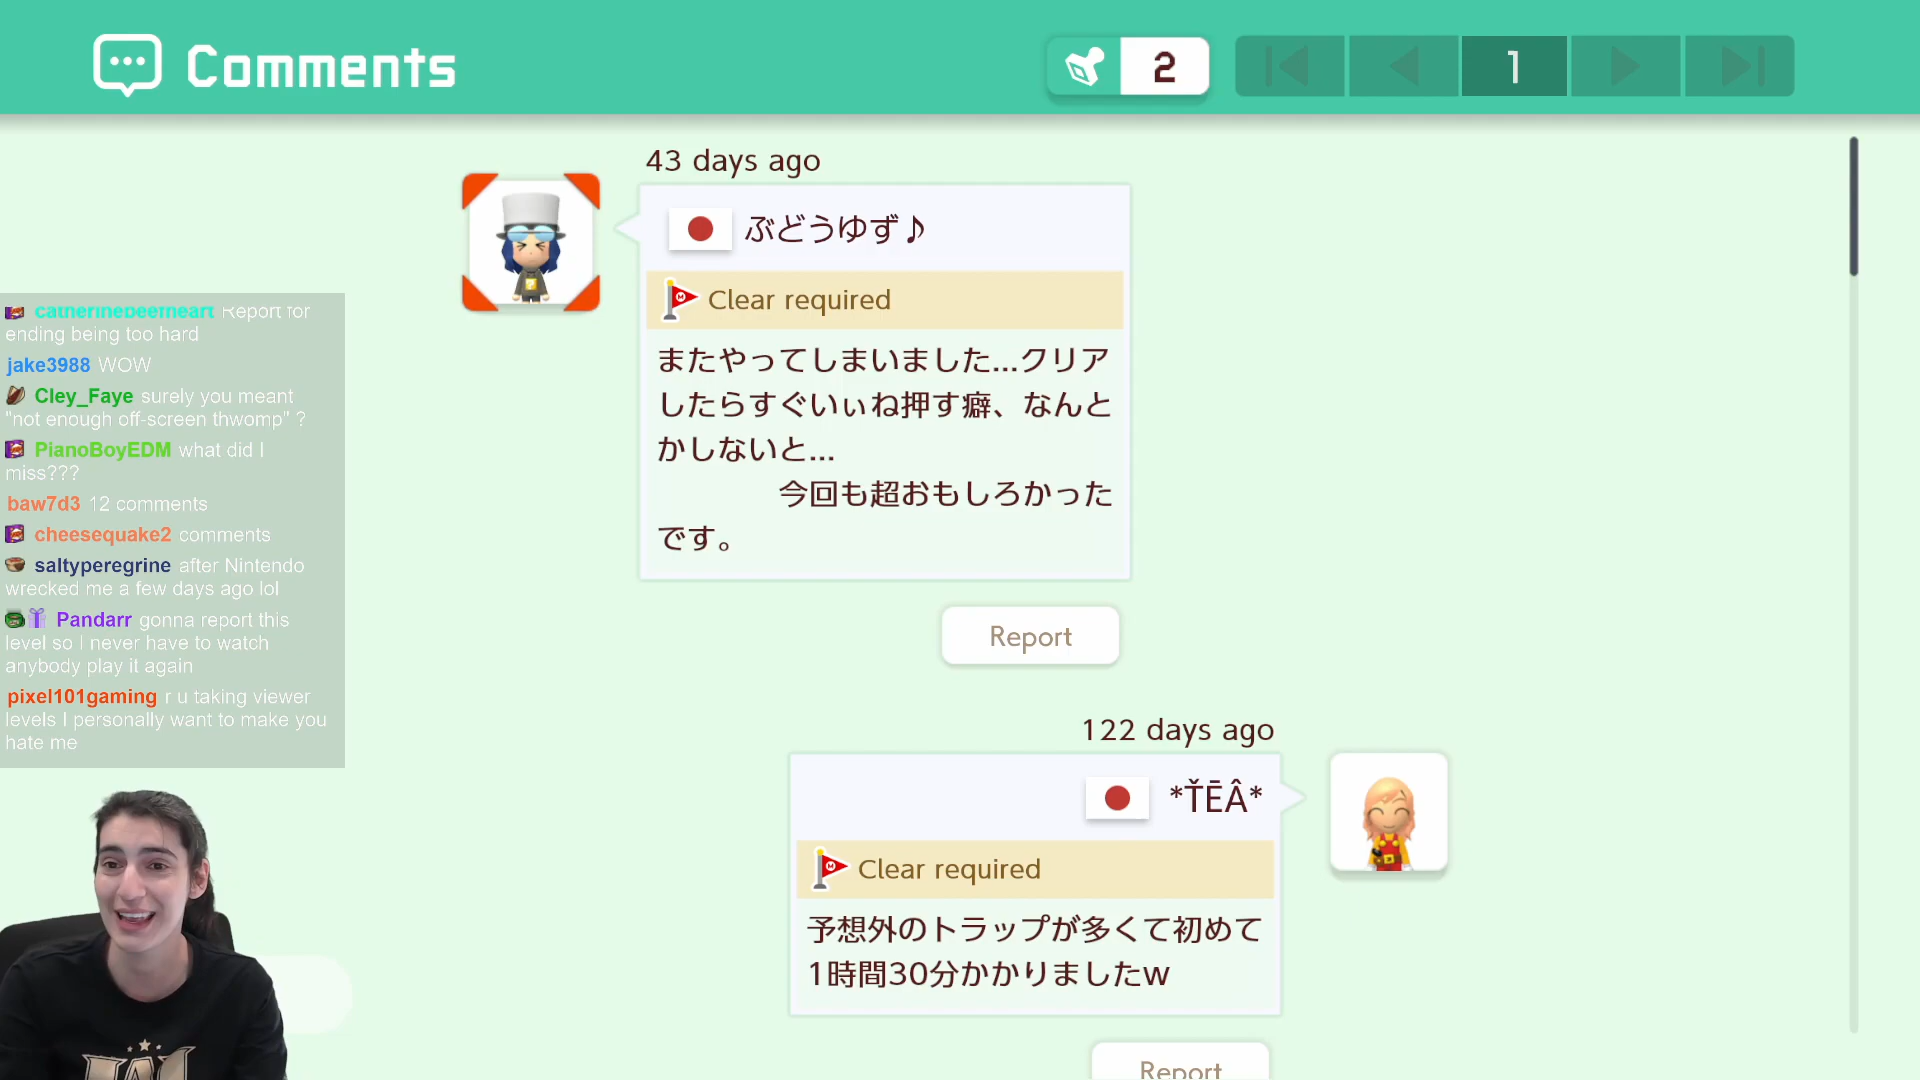 Comments
2
1
43 days ago
ぶどうゆず♪
Clear required
またやってしまいました…クリア
したらすぐいぃね押す癖、なんと
かしないと…
今回も超おもしろかった
です。
Report
122 days ago
*ŤĒÂ*
Clear required
予想外のトラップが多くて初めて
1時間30分かかりましたw
Report
catherinebeerheart Report for
ending being too hard
jake3988 WOW
Cley_Faye surely you meant
"not enough off-screen thwomp" ?
PianoBoyEDM what did I
miss???
baw7d3 12 comments
cheesequake2 comments
saltyperegrine after Nintendo
wrecked me a few days ago lol
Pandarr gonna report this
level so I never have to watch
anybody play it again
pixel101gaming r u taking viewer
levels I personally want to make you
hate me